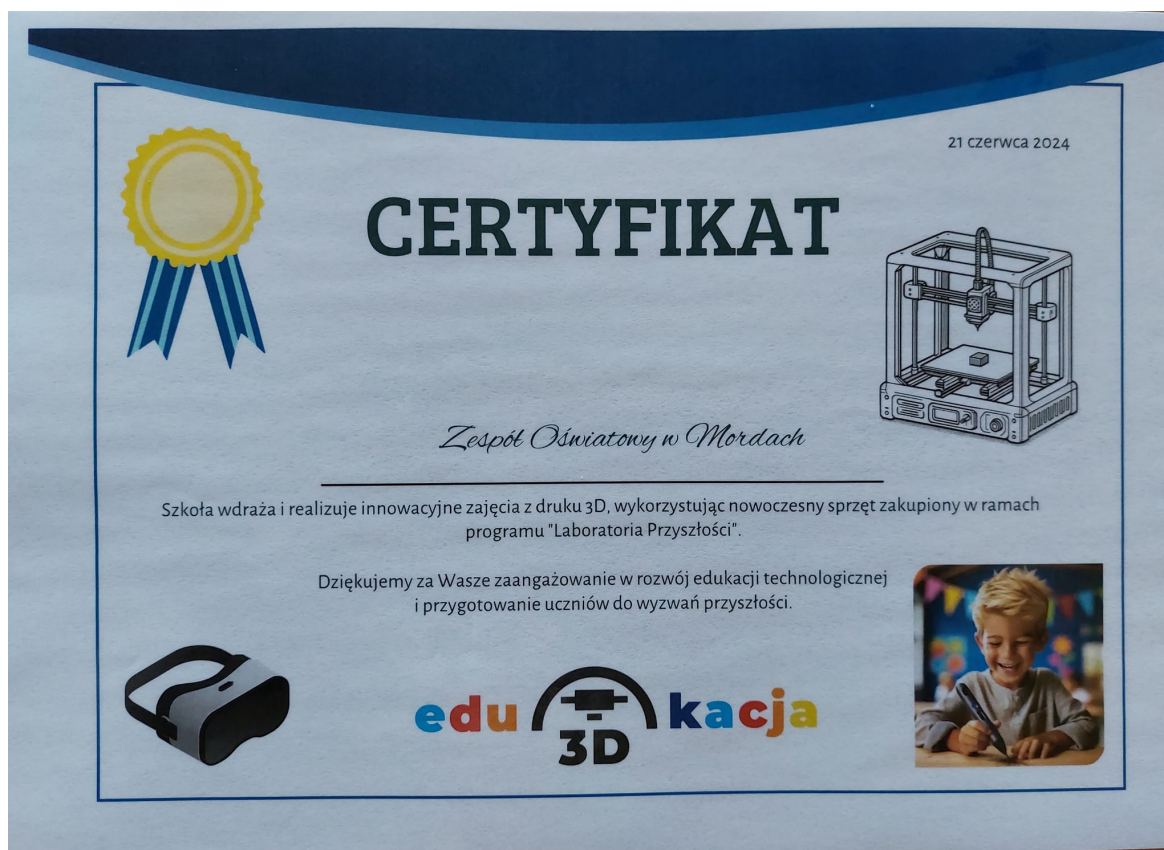 21 czerwca 2024
CERTYFIKAT
Zespół Oświatowy w Mordach
Szkoła wdraża i realizuje innowacyjne zajęcia z druku 3D, wykorzystując nowoczesny sprzęt zakupiony w ramach
programu "Laboratoria Przyszłości".
Dziękujemy za Wasze zaangażowanie w rozwój edukacji technologicznej
i przygotowanie uczniów do wyzwań przyszłości.
edu kacja
3D